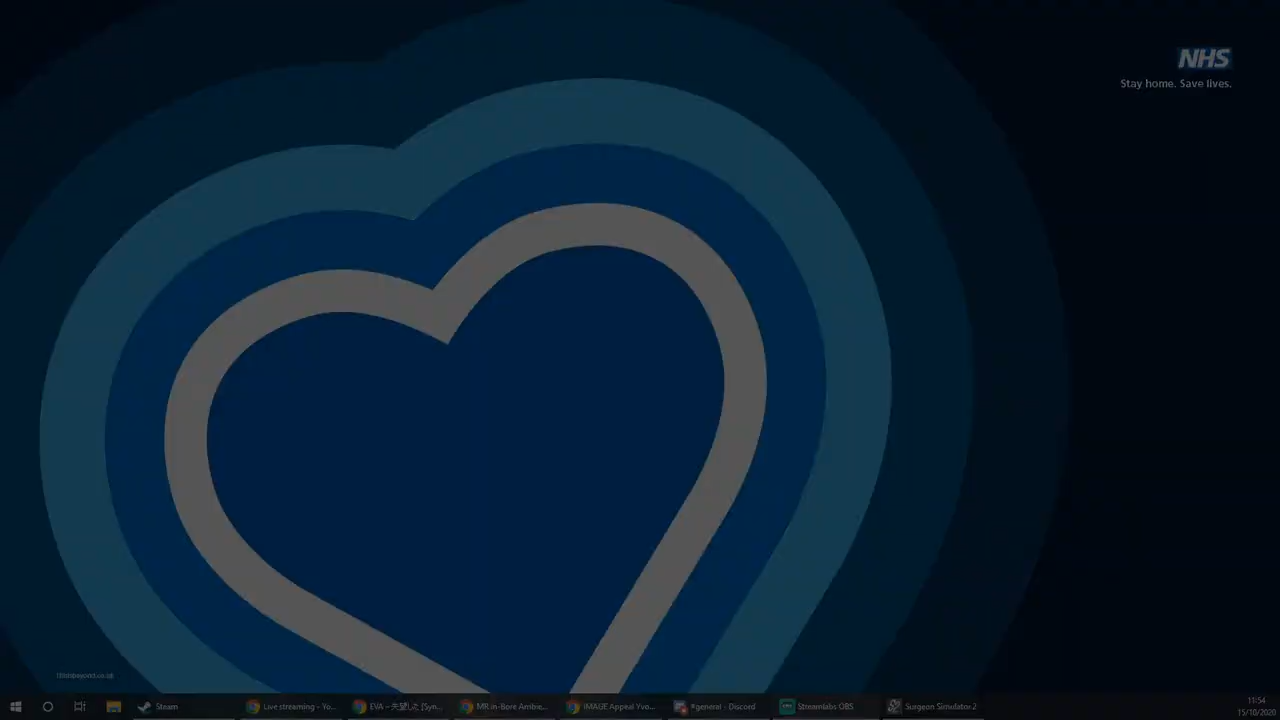 NHS
Stay home. Save lives.
Steam
Live streaming - Yo...
EVA – 失望した [Syn...
MR in-Bore Ambie...
IMAUE Appeal Yvo...
#general - Discord
Streamlabs OBS
Surgeon Simulator 2
11:54
15/10/2020